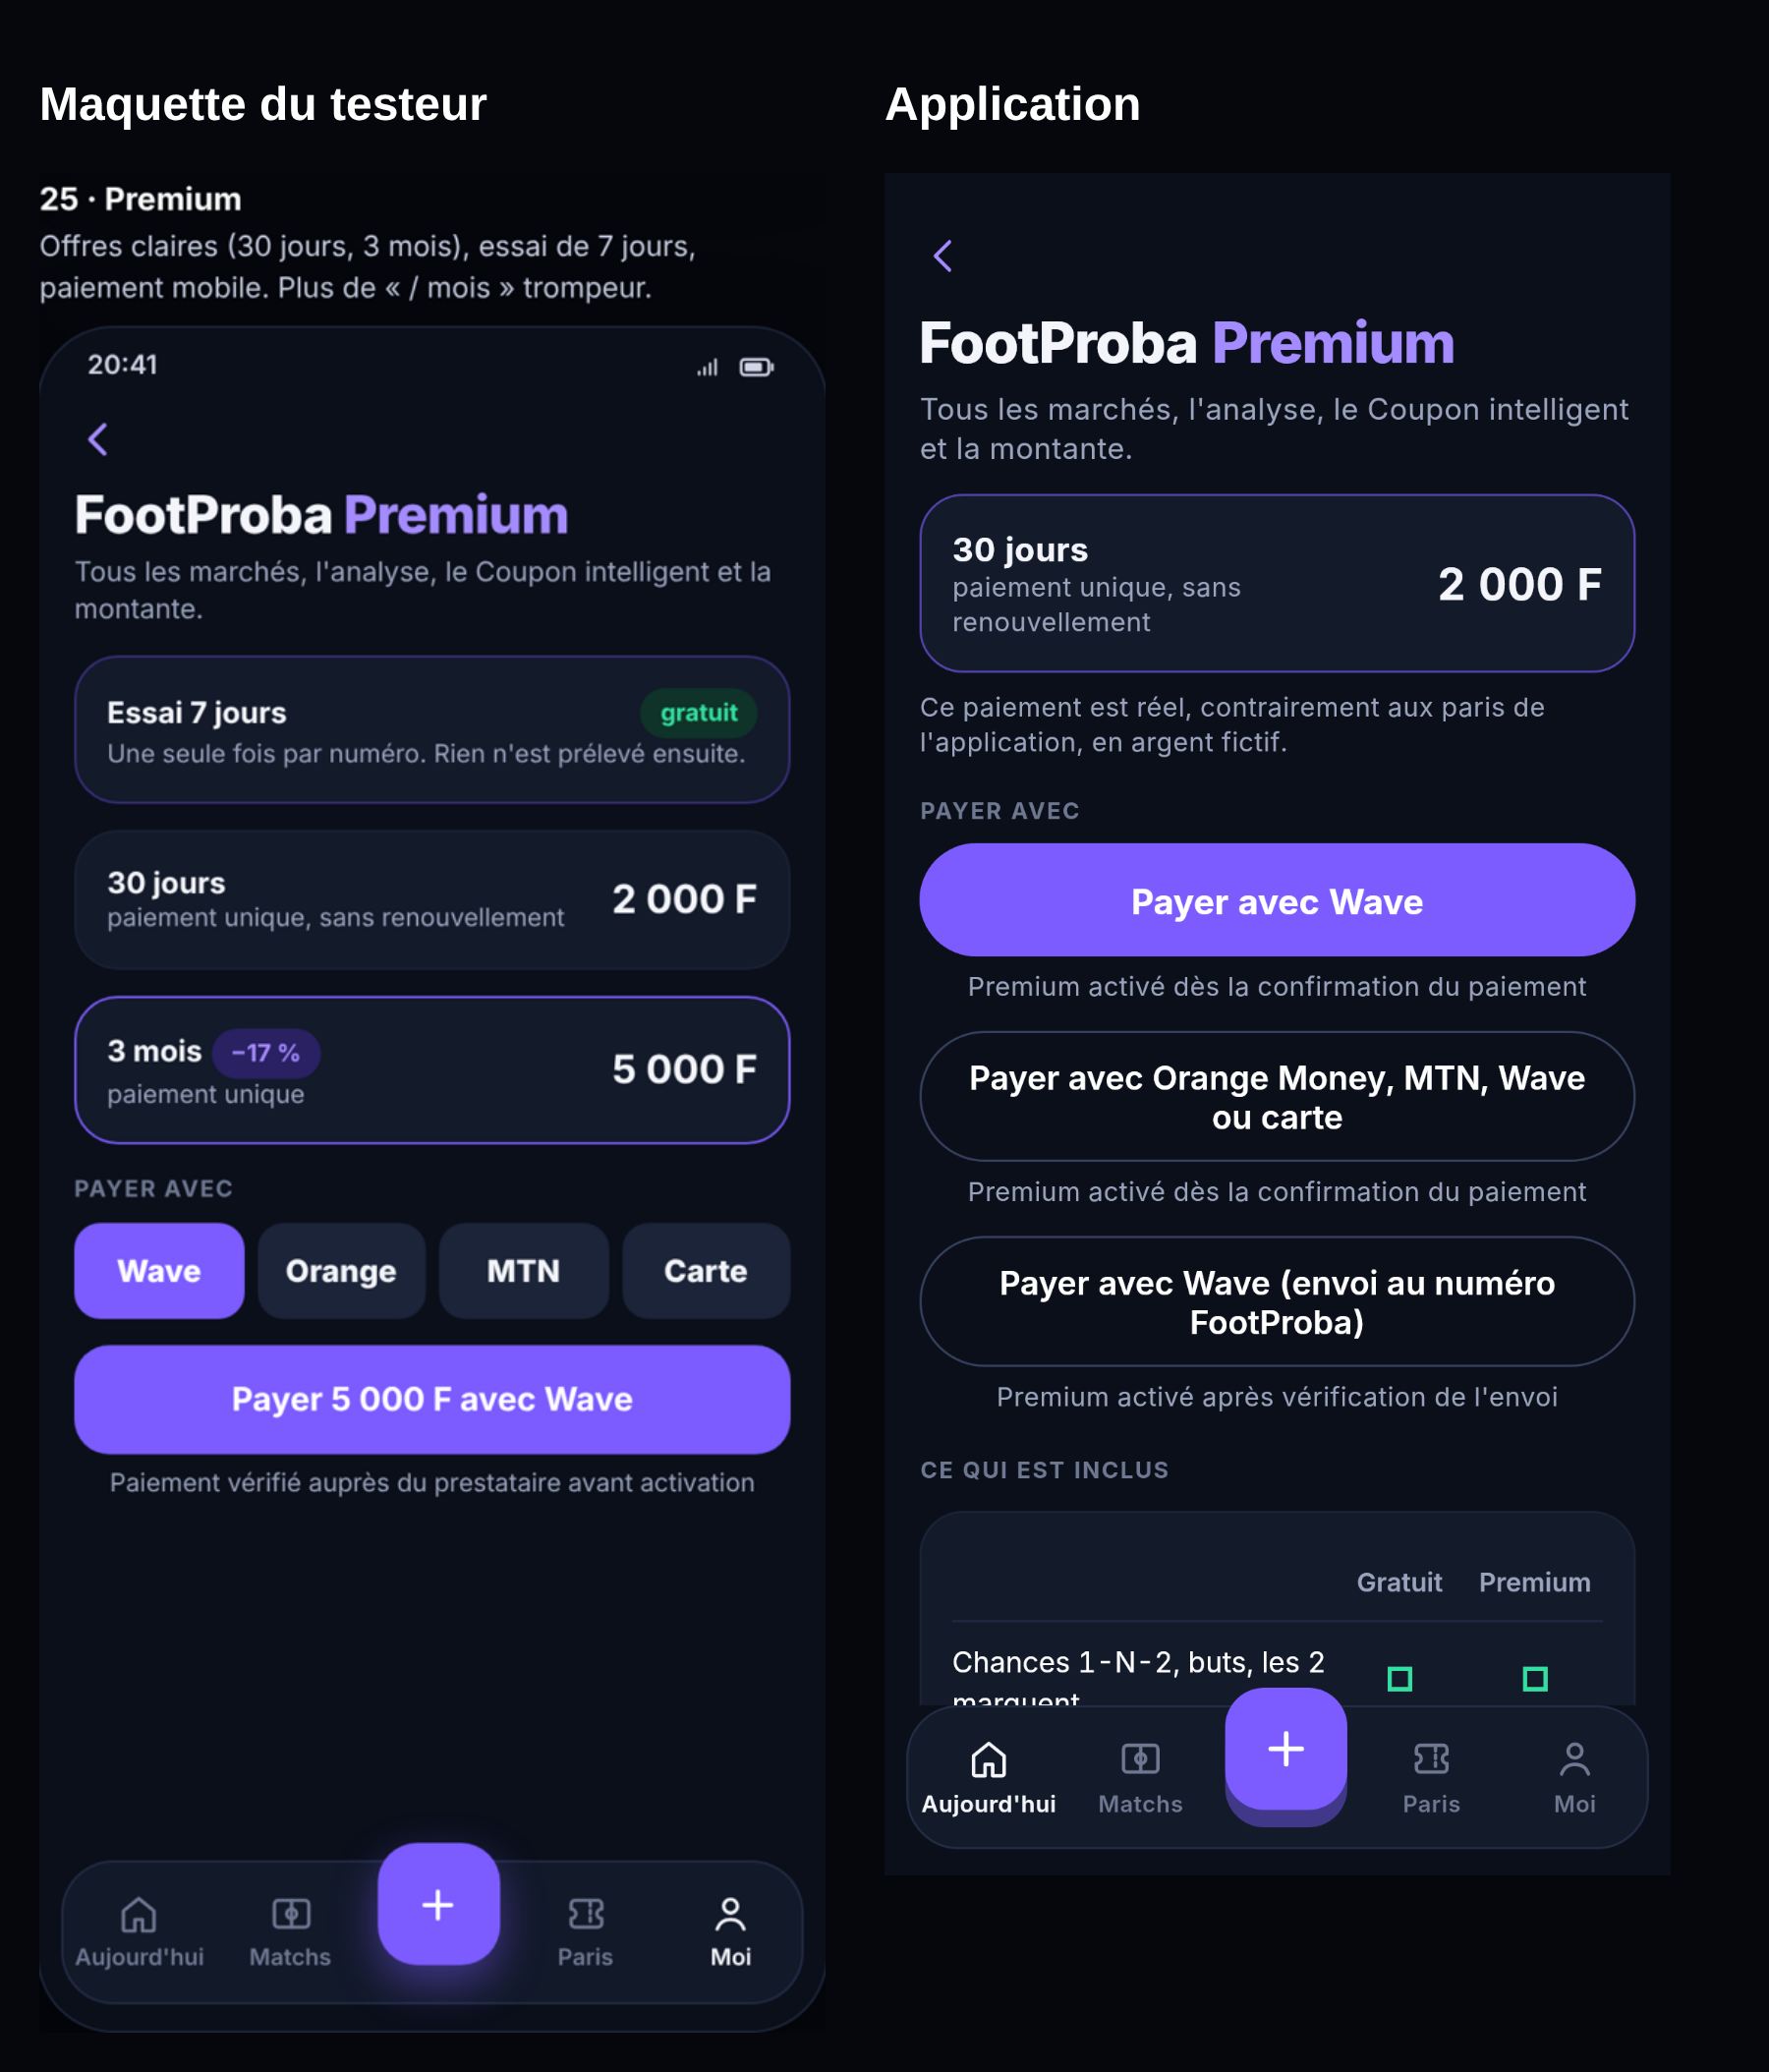 Maquette du testeur
25 · Premium
Offres claires (30 jours, 3 mois), essai de 7 jours,
paiement mobile. Plus de « / mois » trompeur.
20:41
FootProba Premium
Tous les marchés, l'analyse, le Coupon intelligent et la
montante.
Essai 7 jours
gratuit
Une seule fois par numéro. Rien n'est prélevé ensuite.
30 jours
paiement unique, sans renouvellement
2 000 F
3 mois
−17 %
paiement unique
5 000 F
PAYER AVEC
Wave
Orange
MTN
Carte
Payer 5 000 F avec Wave
Paiement vérifié auprès du prestataire avant activation
Aujourd'hui
Matchs
Paris
Moi
Application
FootProba Premium
Tous les marchés, l'analyse, le Coupon intelligent
et la montante.
30 jours
paiement unique, sans
renouvellement
2 000 F
Ce paiement est réel, contrairement aux paris de
l'application, en argent fictif.
PAYER AVEC
Payer avec Wave
Premium activé dès la confirmation du paiement
Payer avec Orange Money, MTN, Wave
ou carte
Premium activé dès la confirmation du paiement
Payer avec Wave (envoi au numéro
FootProba)
Premium activé après vérification de l'envoi
CE QUI EST INCLUS
Gratuit
Premium
Chances 1-N-2, buts, les 2
marquent
Aujourd'hui
Matchs
Paris
Moi